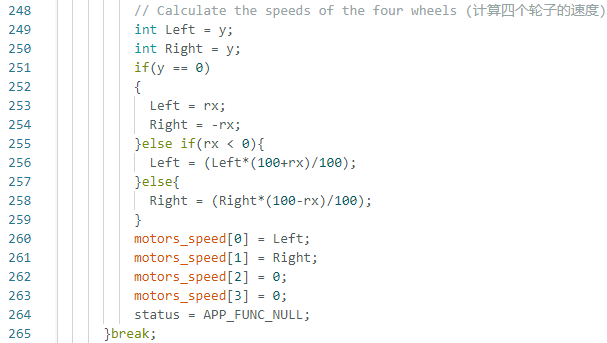 248 // Calculate the speeds of the four wheels (计算四个轮子的速度)
249 int Left = y;
250 int Right = y;
251 if(y == 0)
252 {
253 Left = rx;
254 Right = -rx;
255 }else if(rx < 0){
256 Left = (Left*(100+rx)/100);
257 }else{
258 Right = (Right*(100-rx)/100);
259 }
260 motors_speed[0] = Left;
261 motors_speed[1] = Right;
262 motors_speed[2] = 0;
263 motors_speed[3] = 0;
264 status = APP_FUNC_NULL;
265 }break;